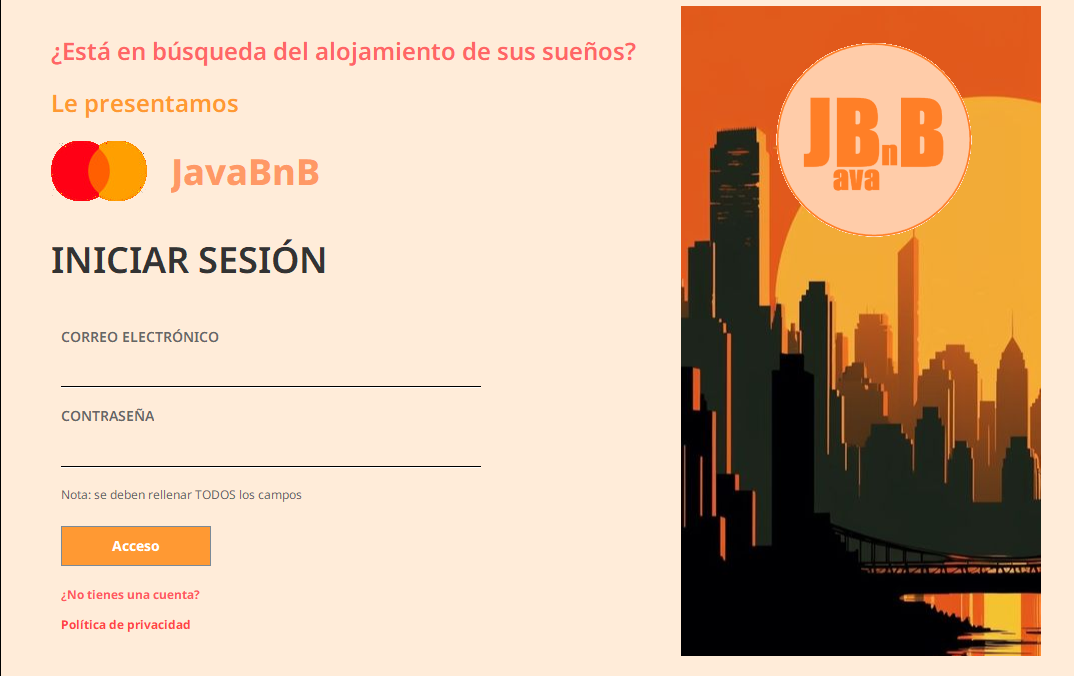 ¿Está en búsqueda del alojamiento de sus sueños?
Le presentamos
JavaBnB
INICIAR SESIÓN
CORREO ELECTRÓNICO
CONTRASEÑA
Nota: se deben rellenar TODOS los campos
Acceso
¿No tienes una cuenta?
Política de privacidad
JBnB
ava